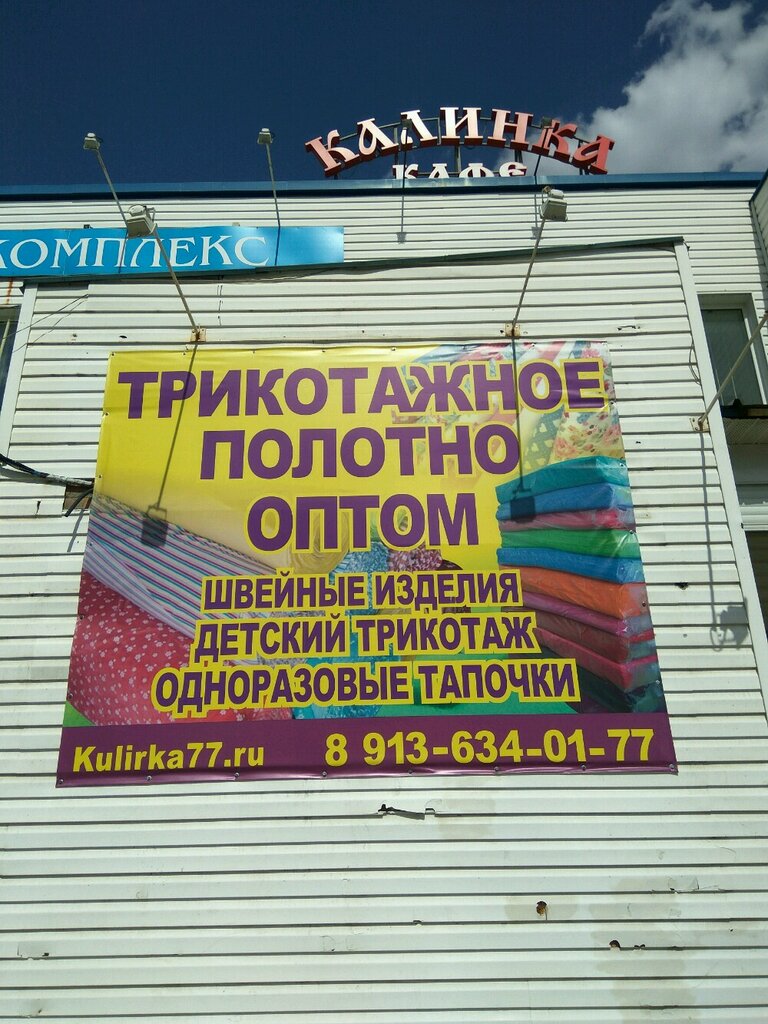 КАЛИНКА
КАФЕ
КОМПЛЕКС
ТРИКОТАЖНОЕ
ПОЛОТНО
ОПТОМ
ШВЕЙНЫЕ ИЗДЕЛИЯ
ДЕТСКИЙ ТРИКОТАЖ
ОДНОРАЗОВЫЕ ТАПОЧКИ
Kulirka77.ru 8 913-634-01-77